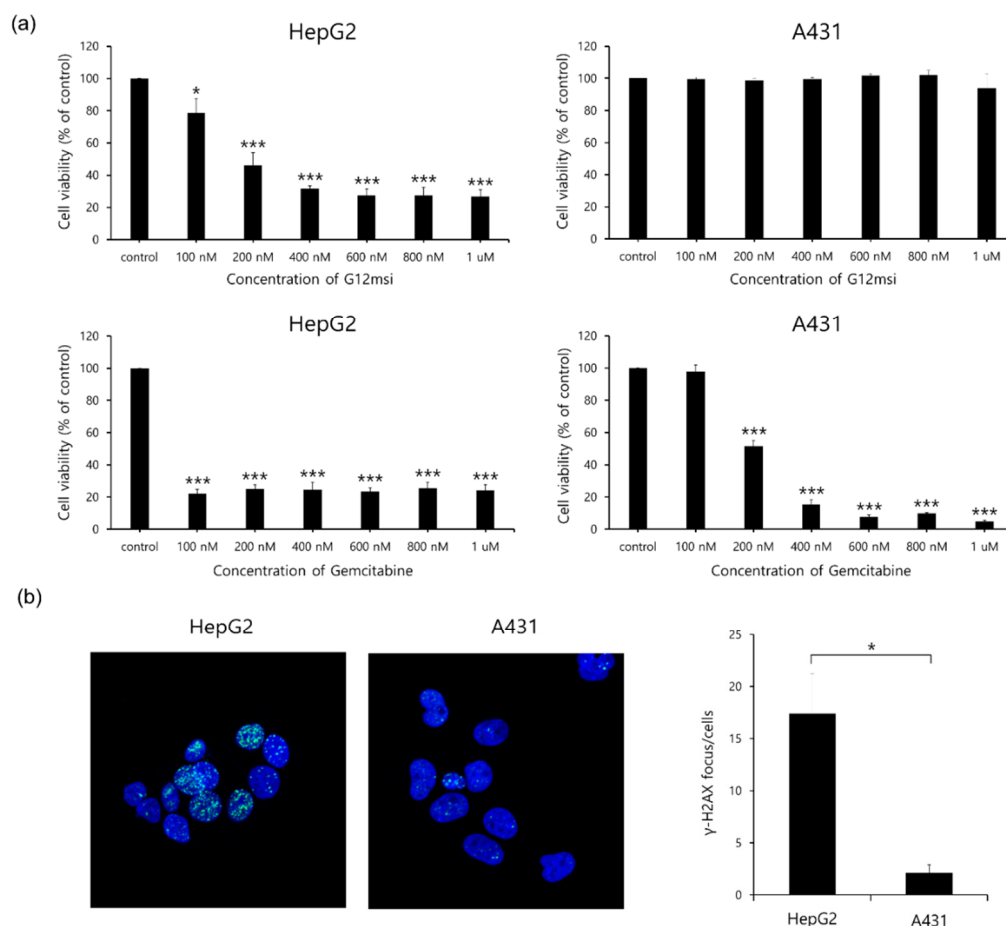 (a)
HepG2
Cell viability (% of control)
120
100
80
60
40
20
0
*
***
***
***
***
***
control 100 nM 200 nM 400 nM 600 nM 800 nM 1 uM
Concentration of G12msi
A431
Cell viability (% of control)
120
100
80
60
40
20
0
control 100 nM 200 nM 400 nM 600 nM 800 nM 1 uM
Concentration of G12msi
HepG2
Cell viability (% of control)
120
100
80
60
40
20
0
*** *** *** *** *** ***
control 100 nM 200 nM 400 nM 600 nM 800 nM 1 uM
Concentration of Gemcitabine
A431
Cell viability (% of control)
120
100
80
60
40
20
0
***
***
***
***
***
control 100 nM 200 nM 400 nM 600 nM 800 nM 1 uM
Concentration of Gemcitabine
(b)
HepG2
A431
γ-H2AX focus/cells
25
20
15
10
5
0
*
HepG2 A431